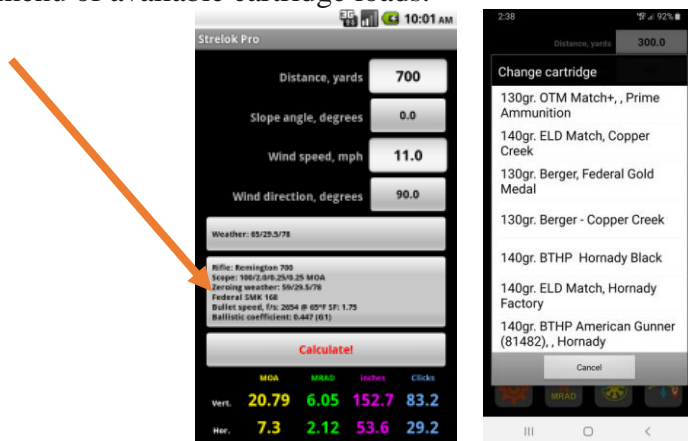 menu of available cartridge loads.
3G 10:01 AM
Strelok Pro
Distance, yards 700
Slope angle, degrees 0.0
Wind speed, mph 11.0
Wind direction, degrees 90.0
Weather: 65/29.5/78
Rifle: Remington 700
Scope: 100/2.0/0.25/0.25 MOA
Zeroing weather: 59/29.5/78
Federal SMK 168
Bullet speed, f/s: 2654 @ 65°F SF: 1.75
Ballistic coefficient: 0.447 (G1)
Calculate!
MOA MRAD Inches Clicks
Vert. 20.79 6.05 152.7 83.2
Hor. 7.3 2.12 53.6 29.2
2:38 92%
Distance, yards 300.0
Change cartridge
130gr. OTM Match+, , Prime
Ammunition
140gr. ELD Match, Copper
Creek
130gr. Berger, Federal Gold
Medal
130gr. Berger - Copper Creek
140gr. BTHP Hornady Black
140gr. ELD Match, Hornady
Factory
140gr. BTHP American Gunner
(81482), , Hornady
Cancel
MRAD